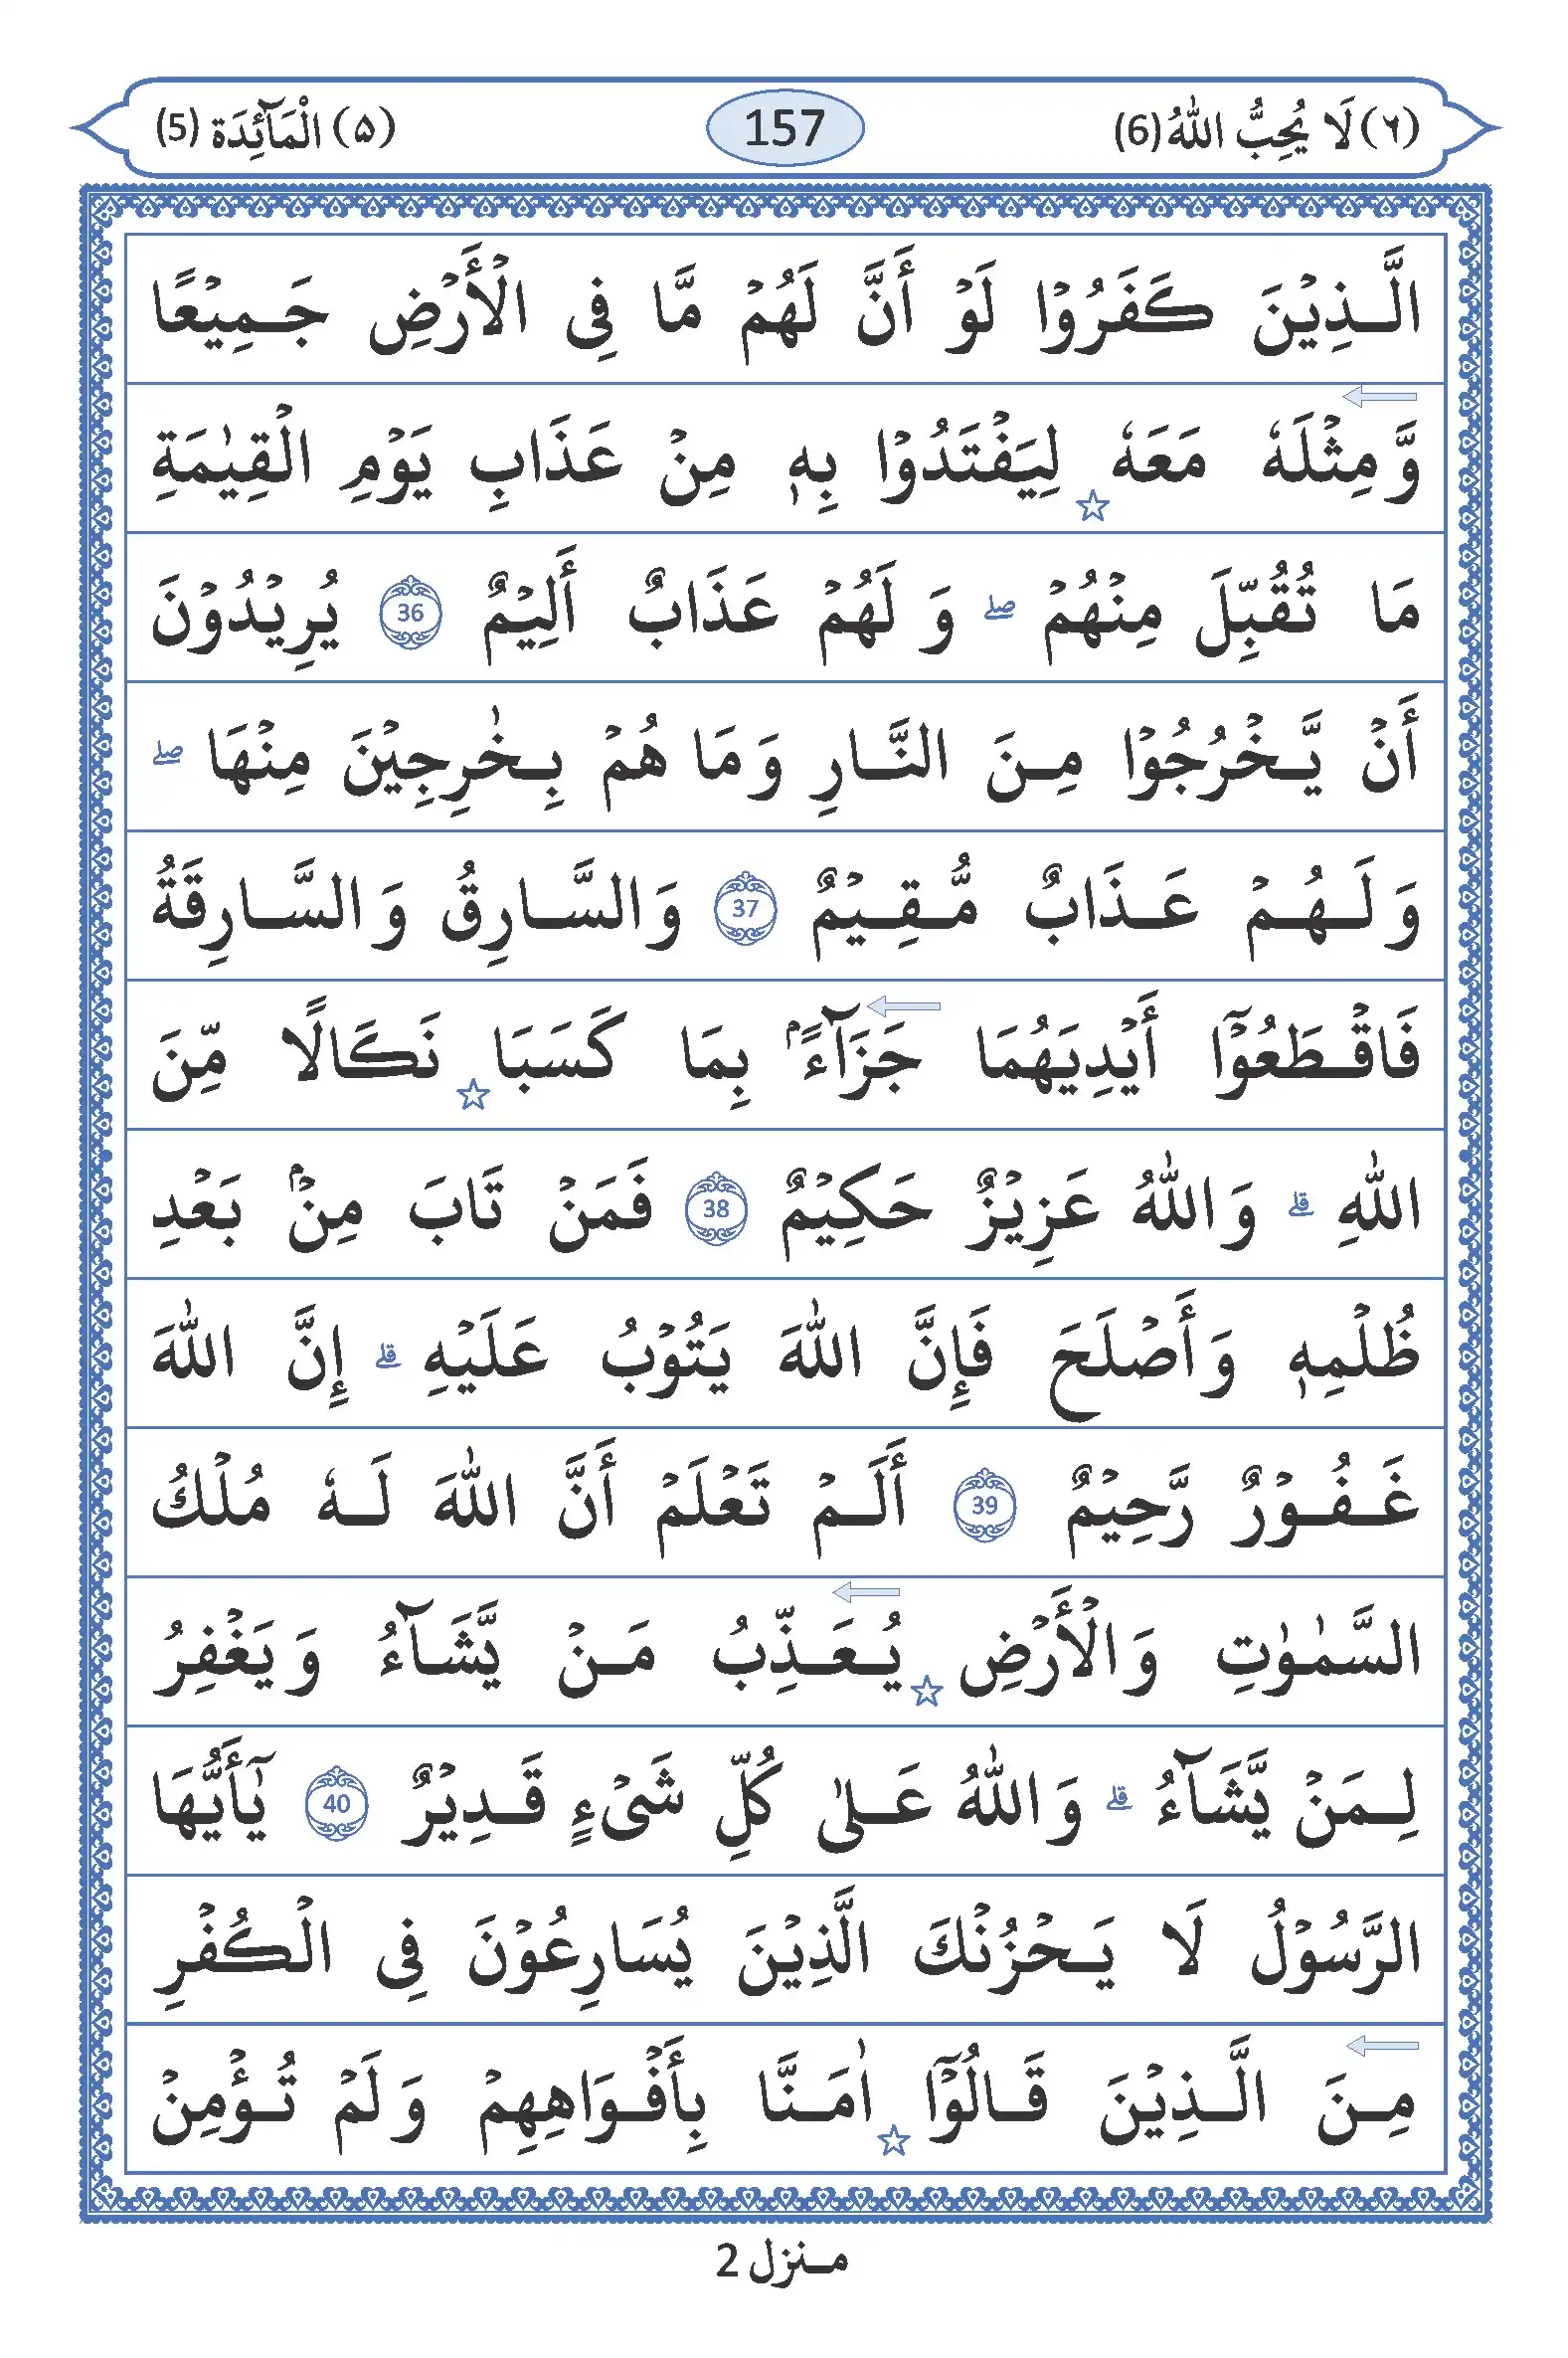 (٦) لَا يُحِبُّ اللّٰهُ (6) 157 (۵) الْمَآئِدَة (5)
الَّذِيْنَ كَفَرُوْا لَوْ أَنَّ لَهُمْ مَّا فِى الْأَرْضِ جَمِيْعًا
وَّمِثْلَهٗ مَعَهٗ لِيَفْتَدُوْا بِهٖ مِنْ عَذَابِ يَوْمِ الْقِيٰمَةِ
مَا تُقُبِّلَ مِنْهُمْ ۖ وَلَهُمْ عَذَابٌ أَلِيْمٌ 36 يُرِيْدُوْنَ
أَنْ يَّخْرُجُوْا مِنَ النَّارِ وَمَا هُمْ بِخٰرِجِيْنَ مِنْهَا ۖ
وَلَهُمْ عَذَابٌ مُّقِيْمٌ 37 وَالسَّارِقُ وَالسَّارِقَةُ
فَاقْطَعُوْٓا أَيْدِيَهُمَا جَزَآءًۢ بِمَا كَسَبَا نَكَالًا مِّنَ
اللّٰهِ ۗ وَاللّٰهُ عَزِيْزٌ حَكِيْمٌ 38 فَمَنْ تَابَ مِنْۢ بَعْدِ
ظُلْمِهٖ وَأَصْلَحَ فَإِنَّ اللّٰهَ يَتُوْبُ عَلَيْهِ ۗ إِنَّ اللّٰهَ
غَفُوْرٌ رَّحِيْمٌ 39 أَلَمْ تَعْلَمْ أَنَّ اللّٰهَ لَهٗ مُلْكُ
السَّمٰوٰتِ وَالْأَرْضِ يُعَذِّبُ مَنْ يَّشَآءُ وَيَغْفِرُ
لِمَنْ يَّشَآءُ ۗ وَاللّٰهُ عَلٰى كُلِّ شَىْءٍ قَدِيْرٌ 40 يٰٓأَيُّهَا
الرَّسُوْلُ لَا يَحْزُنْكَ الَّذِيْنَ يُسَارِعُوْنَ فِى الْكُفْرِ
مِنَ الَّذِيْنَ قَالُوْٓا اٰمَنَّا بِأَفْوَاهِهِمْ وَلَمْ تُؤْمِنْ
منزل 2